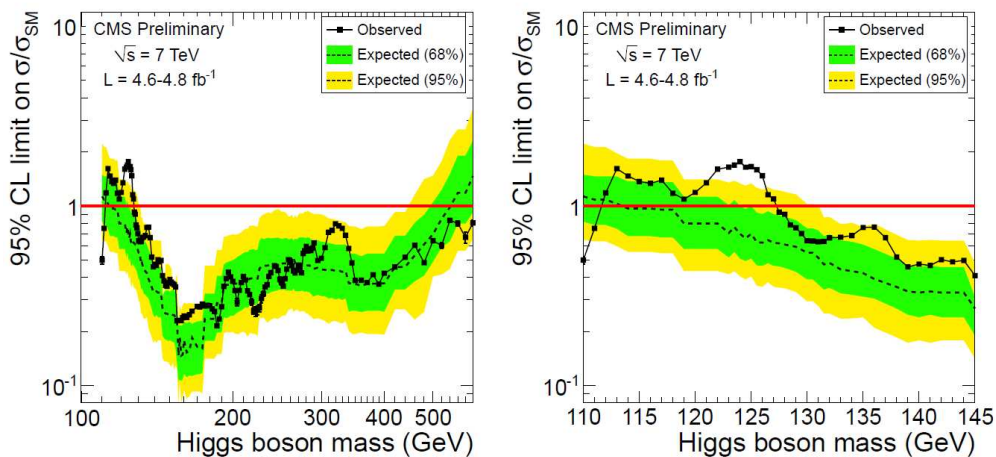 95% CL limit on σ/σSM
10
1
10-1
CMS Preliminary
√s = 7 TeV
L = 4.6-4.8 fb-1
Observed
Expected (68%)
Expected (95%)
100
200
300
400
500
Higgs boson mass (GeV)
95% CL limit on σ/σSM
10
1
10-1
CMS Preliminary
√s = 7 TeV
L = 4.6-4.8 fb-1
Observed
Expected (68%)
Expected (95%)
110
115
120
125
130
135
140
145
Higgs boson mass (GeV)